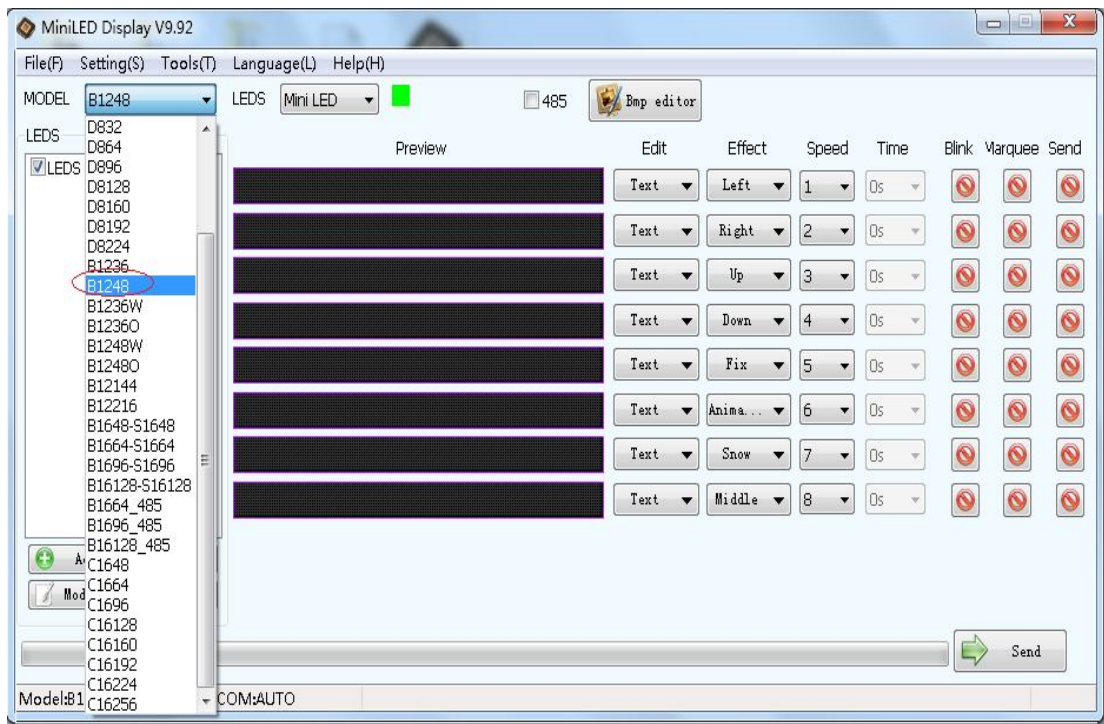 MiniLED Display V9.92
File(F) Setting(S) Tools(T) Language(L) Help(H)
MODEL B1248 LEDS Mini LED 485 Bmp editor
LEDS
LEDS
D832
D864
D896
D8128
D8160
D8192
D8224
B1236
B1248
B1236W
B1236O
B1248W
B1248O
B12144
B12216
B1648-S1648
B1664-S1664
B1696-S1696
B16128-S16128
B1664_485
B1696_485
B16128_485
C1648
C1664
C1696
C16128
C16160
C16192
C16224
C16256
Preview Edit Effect Speed Time Blink Marquee Send
Text Left 1 0s
Text Right 2 0s
Text Up 3 0s
Text Down 4 0s
Text Fix 5 0s
Text Anima... 6 0s
Text Snow 7 0s
Text Middle 8 0s
Send
Model:B1 COM:AUTO